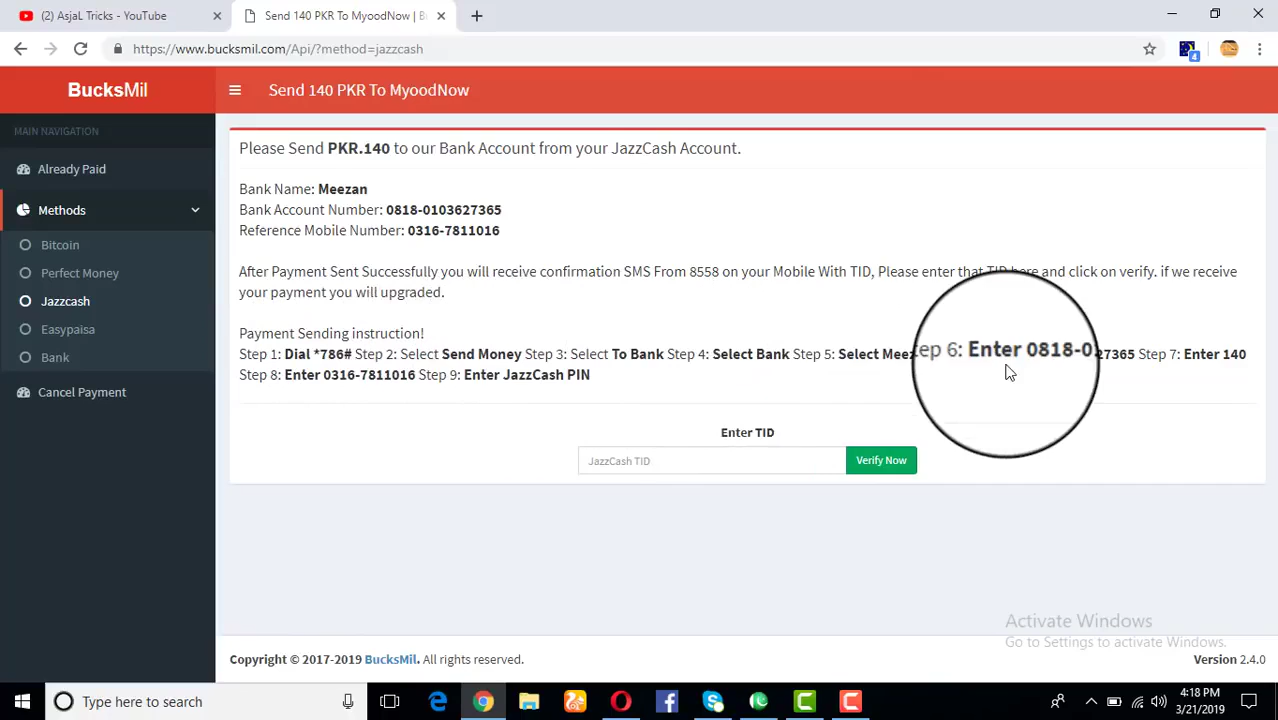 (2) AsjaL Tricks - YouTube
Send 140 PKR To MyoodNow | B
https://www.bucksmil.com/Api/?method=jazzcash
4
BucksMil
Send 140 PKR To MyoodNow
MAIN NAVIGATION
Already Paid
Methods
Bitcoin
Perfect Money
Jazzcash
Easypaisa
Bank
Cancel Payment
Please Send PKR.140 to our Bank Account from your JazzCash Account.
Bank Name: Meezan
Bank Account Number: 0818-0103627365
Reference Mobile Number: 0316-7811016
After Payment Sent Successfully you will receive confirmation SMS From 8558 on your Mobile With TID, Please enter that TID here and click on verify. if we receive
your payment you will upgraded.
Payment Sending instruction!
Step 1: Dial *786# Step 2: Select Send Money Step 3: Select To Bank Step 4: Select Bank Step 5: Select Meez tep 6: Enter 0818-0 27365 Step 7: Enter 140
Step 8: Enter 0316-7811016 Step 9: Enter JazzCash PIN
Enter TID
JazzCash TID
Verify Now
Activate Windows
Go to Settings to activate Windows.
Copyright © 2017-2019 BucksMil. All rights reserved.
Version 2.4.0
Type here to search
4:18 PM
3/21/2019